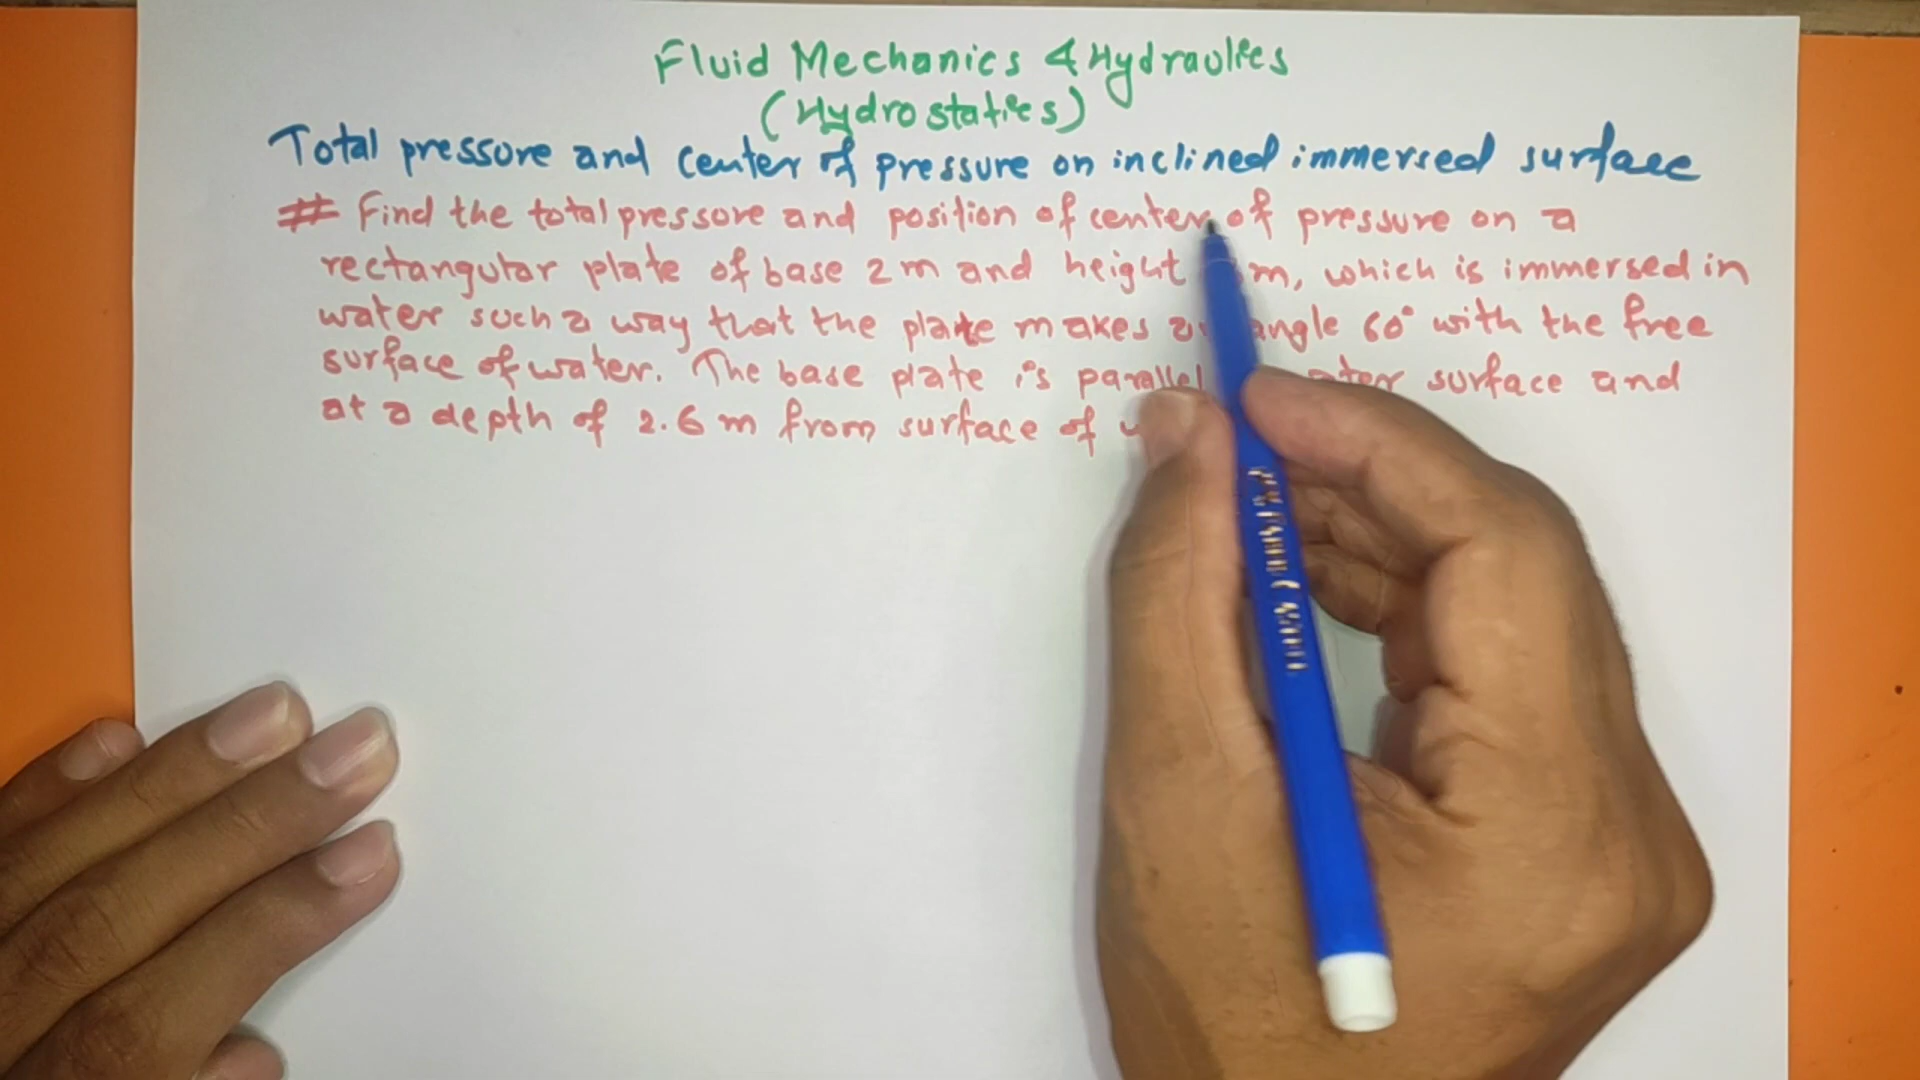 Fluid Mechanics & Hydraulics
(Hydrostatics)
Total pressure and center of pressure on inclined immersed surface
# Find the total pressure and position of center of pressure on a
rectangular plate of base 2m and height m, which is immersed in
water such a way that the plate makes angle 60° with the free
surface of water. The base plate is parallel surface and
at a depth of 2.6 m from surface of